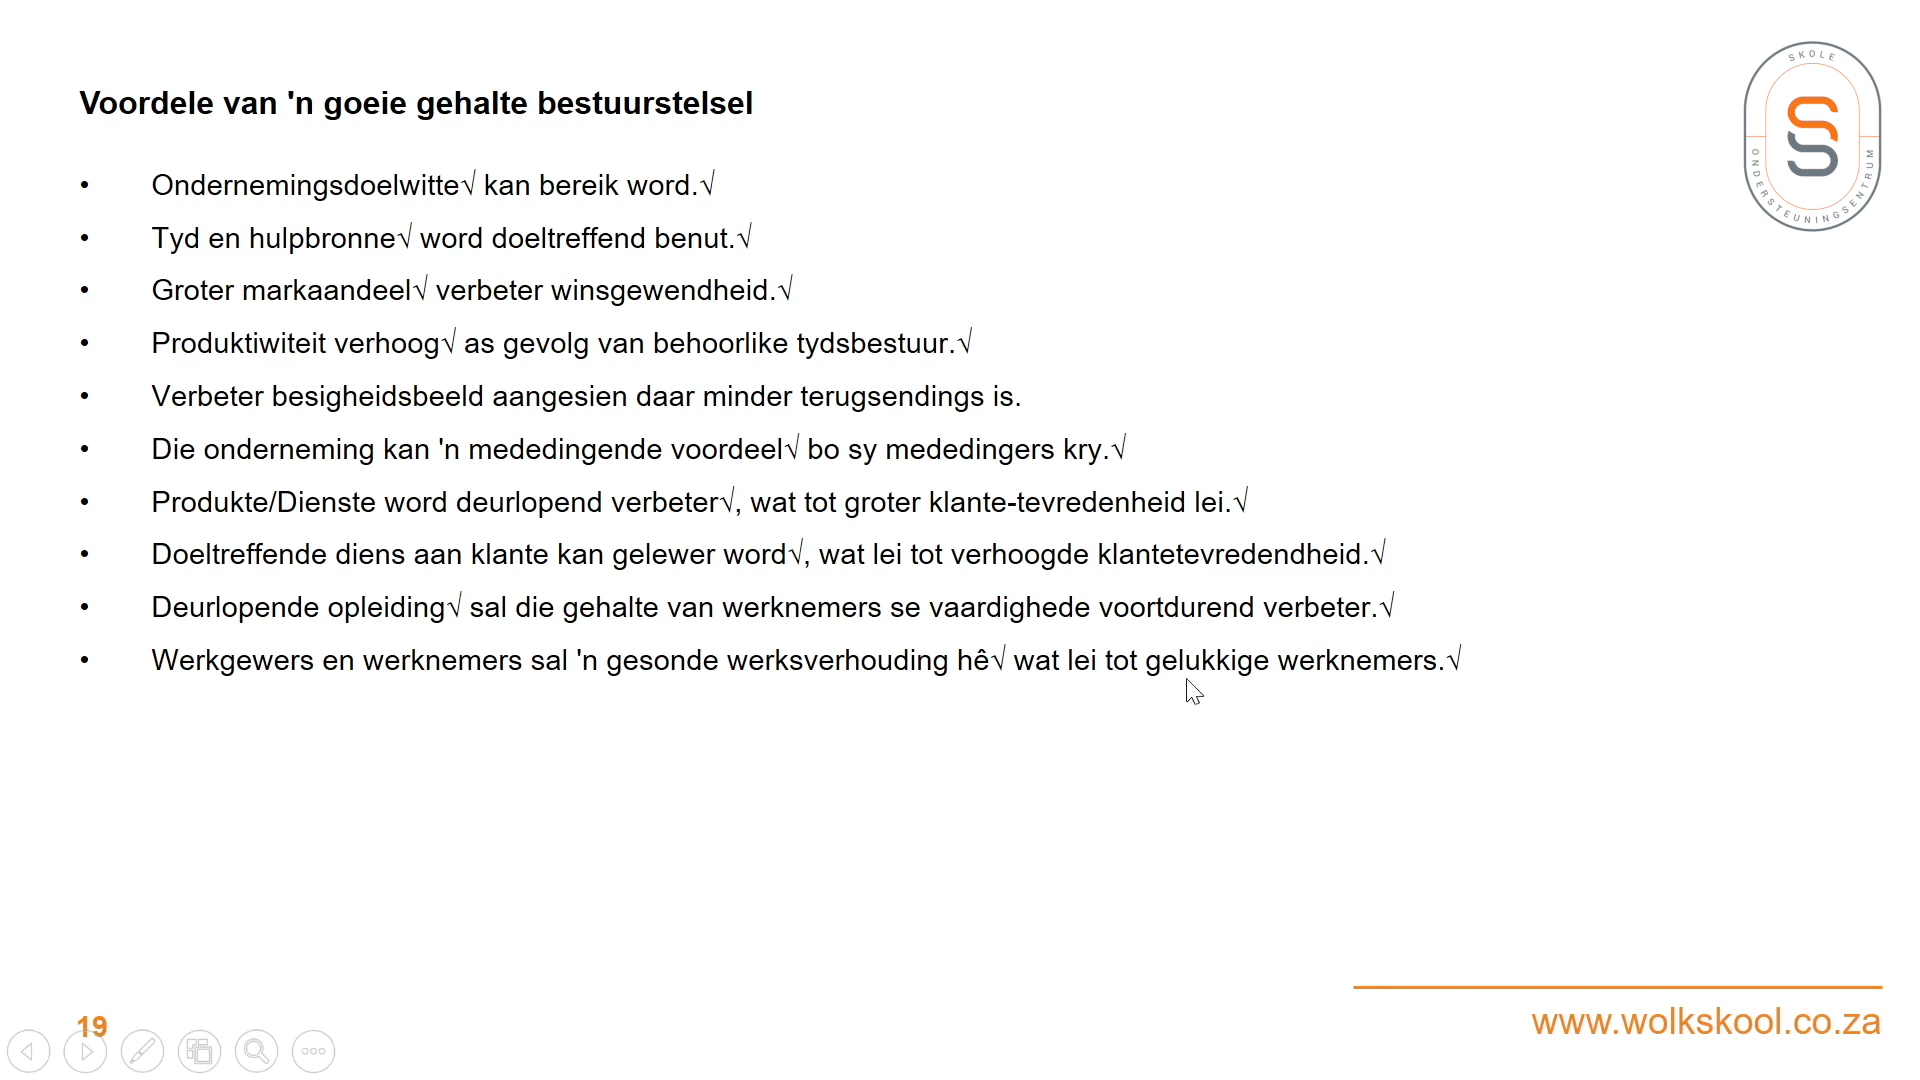 SKOLE
ONDERSTEUNINGSENTRUM
Voordele van 'n goeie gehalte bestuurstelsel
• Ondernemingsdoelwitte√ kan bereik word.√
• Tyd en hulpbronne√ word doeltreffend benut.√
• Groter markaandeel√ verbeter winsgewendheid.√
• Produktiwiteit verhoog√ as gevolg van behoorlike tydsbestuur.√
• Verbeter besigheidsbeeld aangesien daar minder terugsendings is.
• Die onderneming kan 'n mededingende voordeel√ bo sy mededingers kry.√
• Produkte/Dienste word deurlopend verbeter√, wat tot groter klante-tevredenheid lei.√
• Doeltreffende diens aan klante kan gelewer word√, wat lei tot verhoogde klantetevredendheid.√
• Deurlopende opleiding√ sal die gehalte van werknemers se vaardighede voortdurend verbeter.√
• Werkgewers en werknemers sal 'n gesonde werksverhouding hê√ wat lei tot gelukkige werknemers.√
19
www.wolkskool.co.za